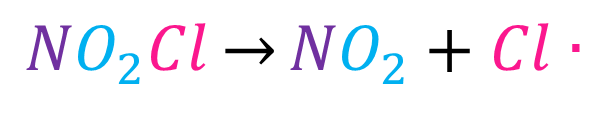 NO₂Cl → NO₂ + Cl ·